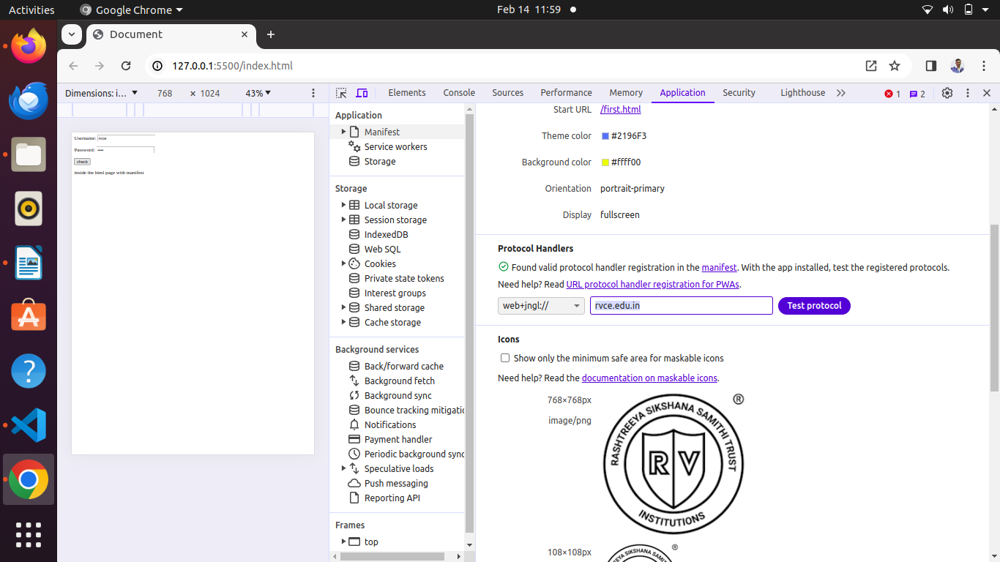 Activities Google Chrome Feb 14 11:59
Document
127.0.0.1:5500/index.html
Dimensions: i… 768 × 1024 43%
Elements Console Sources Performance Memory Application Security Lighthouse 1 2
Username: rvce
Password: ••••
check
inside the html page with manifest
Application
Manifest
Service workers
Storage
Storage
Local storage
Session storage
IndexedDB
Web SQL
Cookies
Private state tokens
Interest groups
Shared storage
Cache storage
Background services
Back/forward cache
Background fetch
Background sync
Bounce tracking mitigatio
Notifications
Payment handler
Periodic background sync
Speculative loads
Push messaging
Reporting API
Frames
top
Start URL /first.html
Theme color #2196F3
Background color #ffff00
Orientation portrait-primary
Display fullscreen
Protocol Handlers
Found valid protocol handler registration in the manifest. With the app installed, test the registered protocols.
Need help? Read URL protocol handler registration for PWAs.
web+jngl:// rvce.edu.in Test protocol
Icons
Show only the minimum safe area for maskable icons
Need help? Read the documentation on maskable icons.
768×768px
image/png
RASHTREEYA SIKSHANA SAMITHI TRUST ®
RV
INSTITUTIONS
108×108px
®